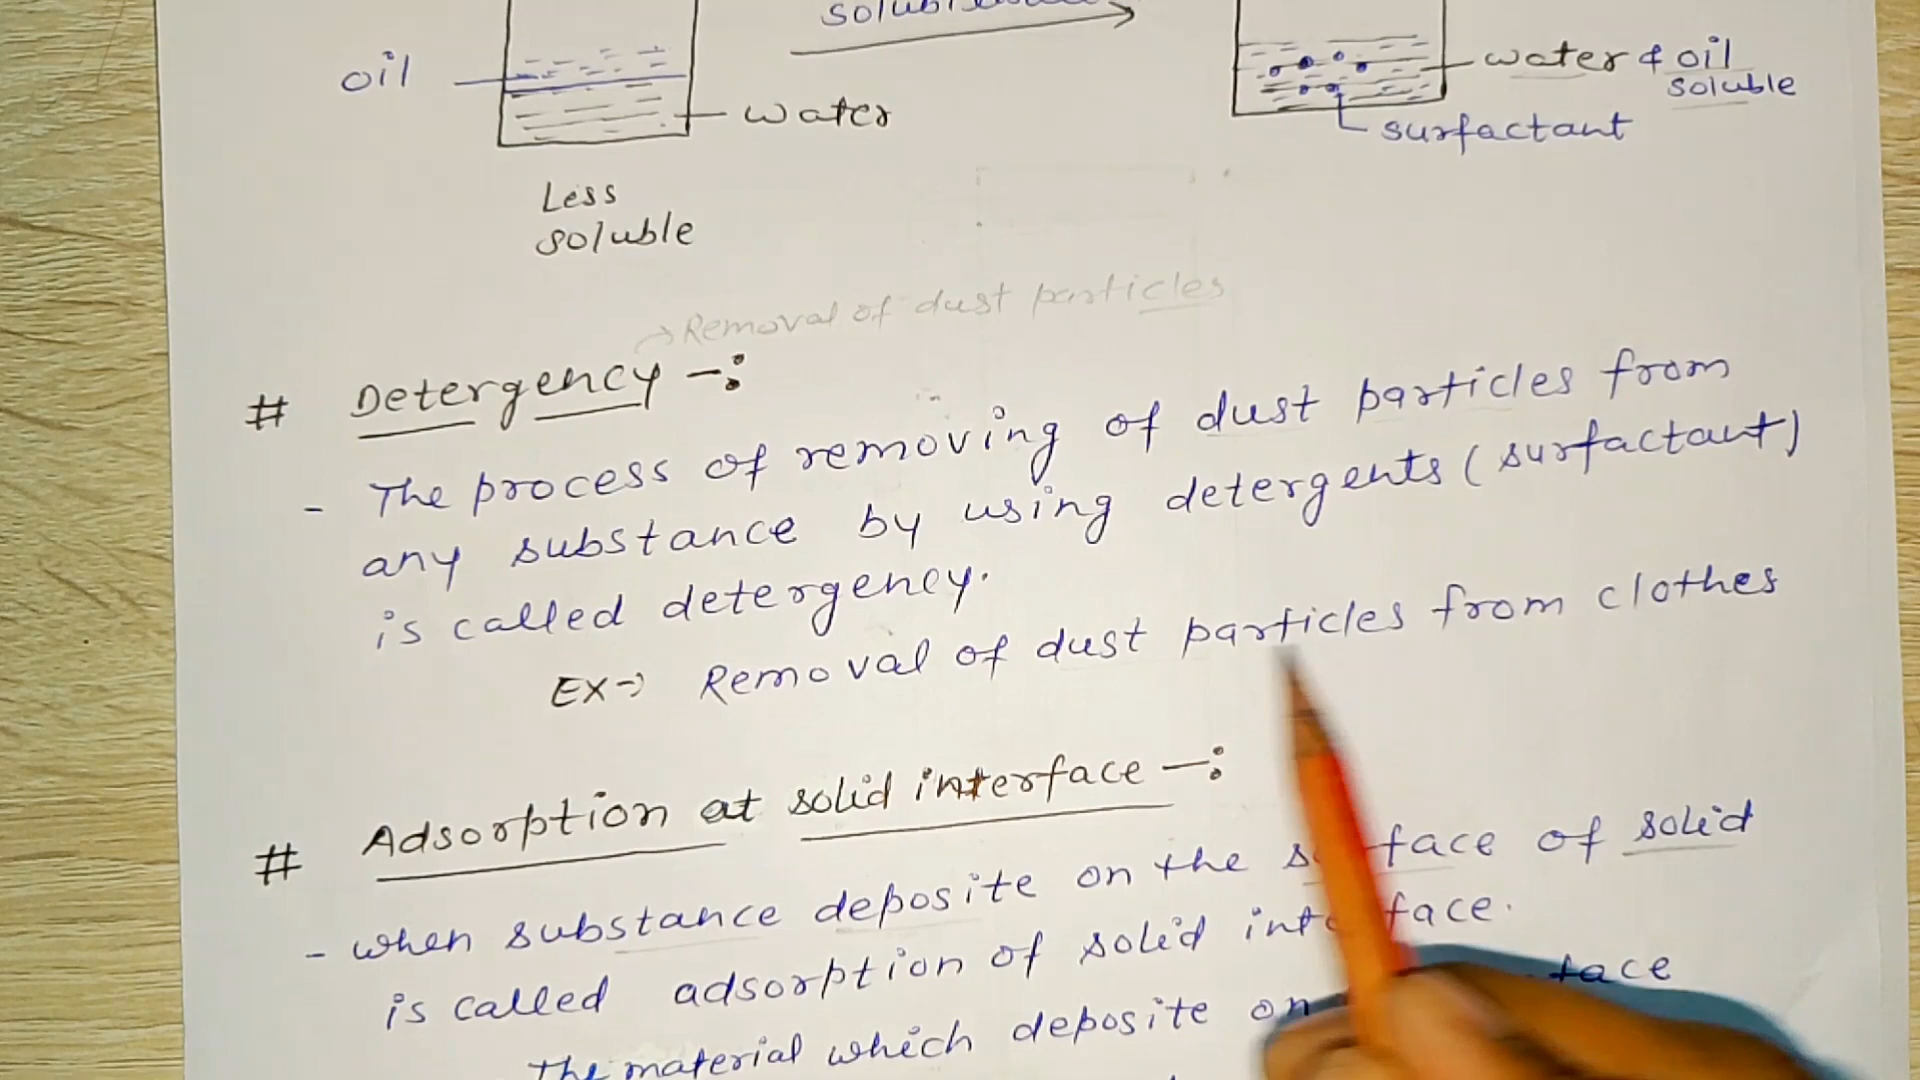 oil
water
Less
soluble
water & oil
soluble
surfactant
→ Removal of dust particles
# Detergency -:
- The process of removing of dust particles from
any substance by using detergents (surfactant)
is called detergency.
EX→ Removal of dust particles from clothes
# Adsorption at solid interface -:
- when substance deposite on the surface of solid
is called adsorption of solid interface.
The material which deposite on